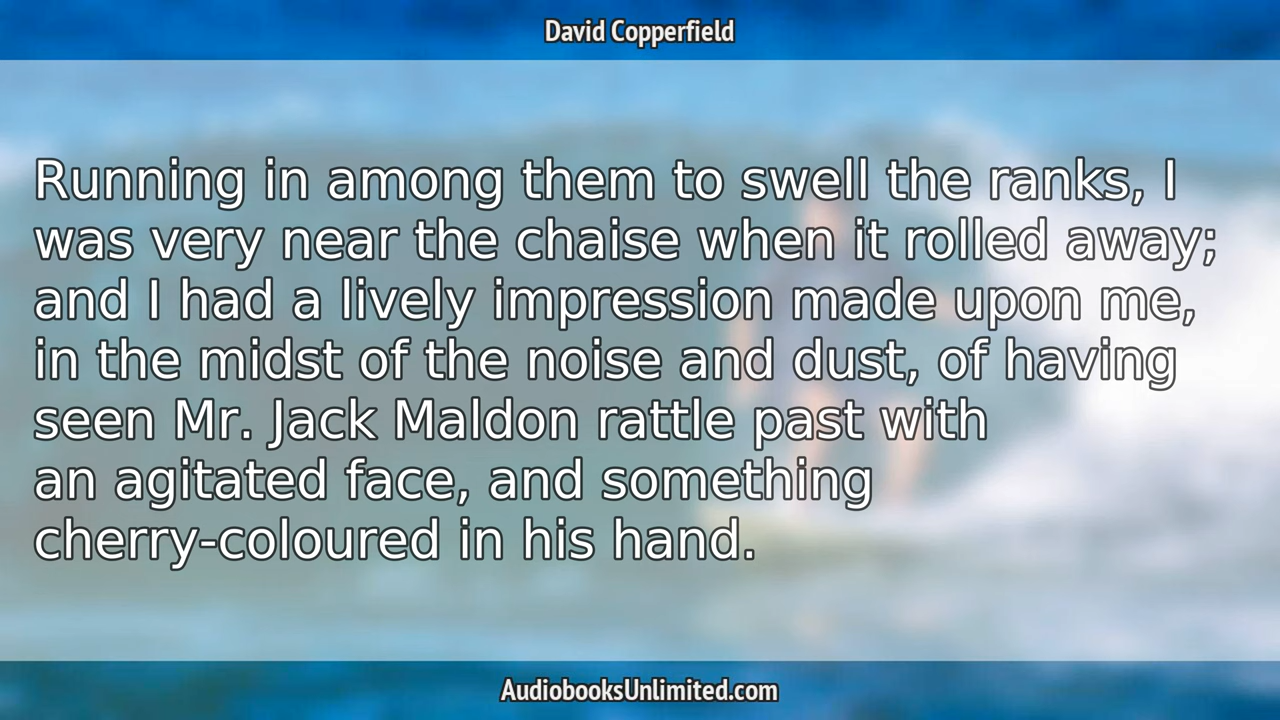 David Copperfield
Running in among them to swell the ranks, I
was very near the chaise when it rolled away;
and I had a lively impression made upon me,
in the midst of the noise and dust, of having
seen Mr. Jack Maldon rattle past with
an agitated face, and something
cherry-coloured in his hand.
AudiobooksUnlimited.com